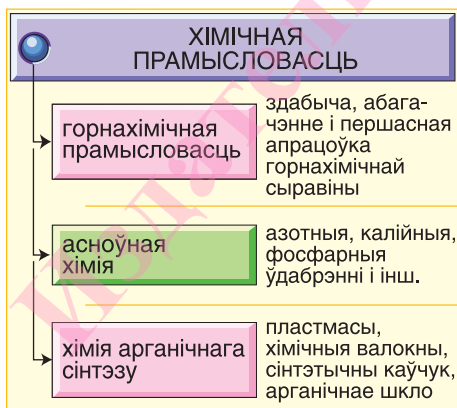 ХІМІЧНАЯ
ПРАМЫСЛОВАСЦЬ
горнахімічная
прамысловасць
здабыча, абага-
чэнне і першасная
апрацоўка
горнахімічнай
сыравіны
асноўная
хімія
азотныя, калійныя,
фосфарныя
ўдабрэнні і інш.
хімія арганічнага
сінтэзу
пластмасы,
хімічныя валокны,
сінтэтычны каўчук,
арганічнае шкло